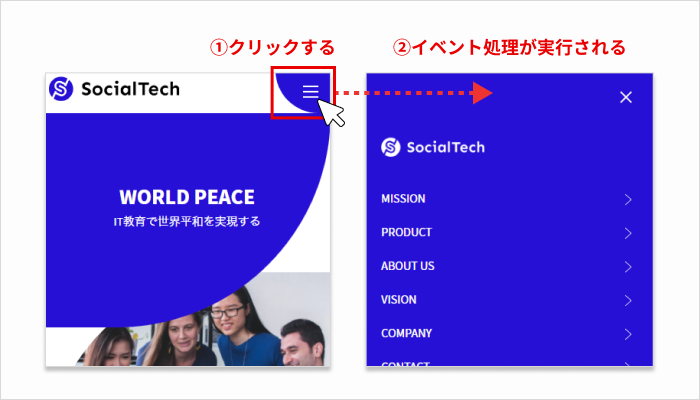 ①クリックする
②イベント処理が実行される
SocialTech
WORLD PEACE
IT教育で世界平和を実現する
SocialTech
MISSION
PRODUCT
ABOUT US
VISION
COMPANY
CONTACT